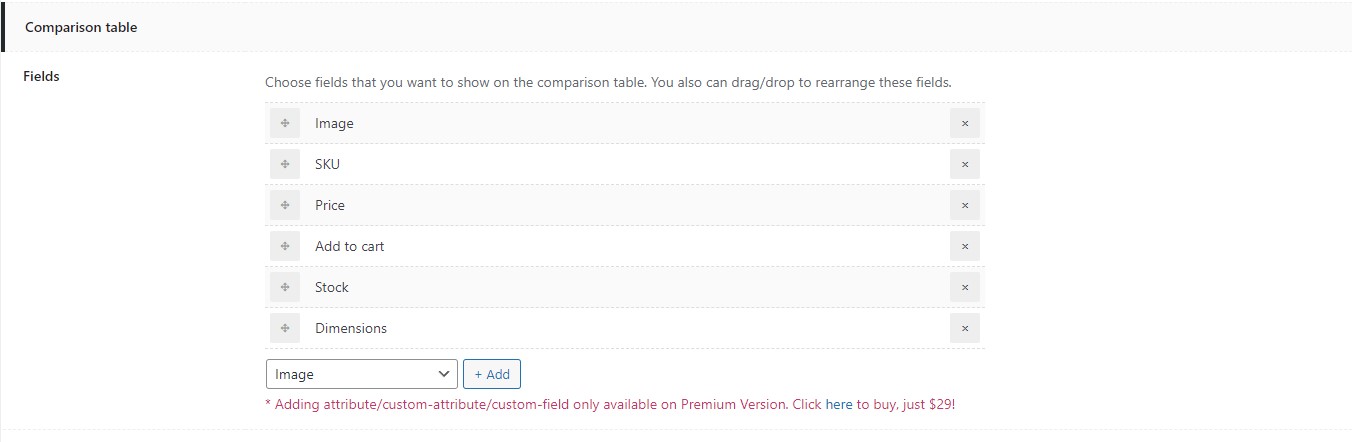 Comparison table
Fields
Choose fields that you want to show on the comparison table. You also can drag/drop to rearrange these fields.
Image
SKU
Price
Add to cart
Stock
Dimensions
Image
+ Add
* Adding attribute/custom-attribute/custom-field only available on Premium Version. Click here to buy, just $29!